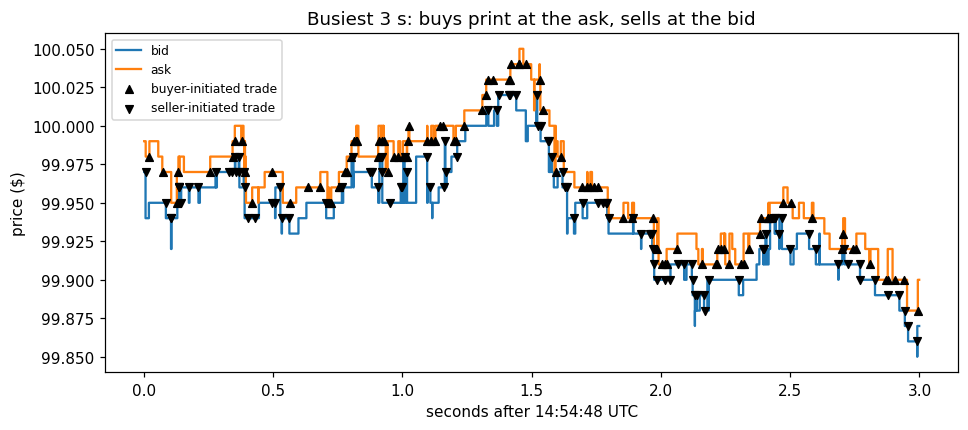 Busiest 3 s: buys print at the ask, sells at the bid
bid
ask
buyer-initiated trade
seller-initiated trade
price ($)
100.050
100.025
100.000
99.975
99.950
99.925
99.900
99.875
99.850
0.0 0.5 1.0 1.5 2.0 2.5 3.0
seconds after 14:54:48 UTC